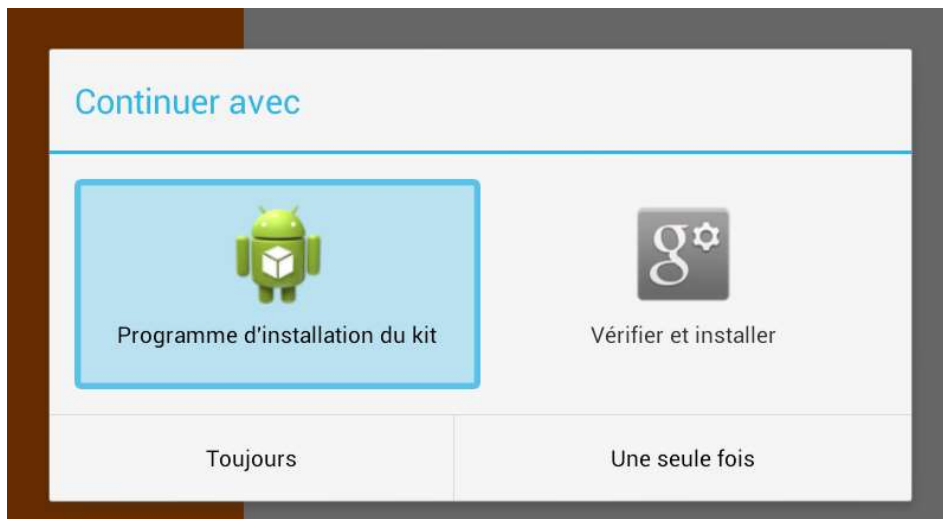 Continuer avec
Programme d'installation du kit
Vérifier et installer
Toujours
Une seule fois